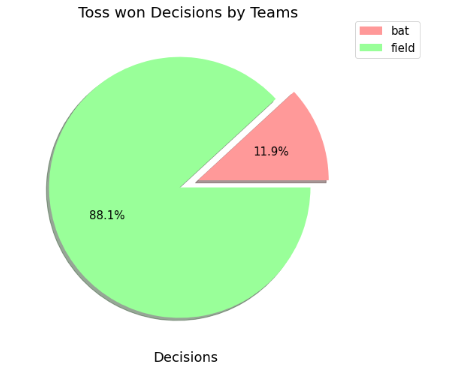 Toss won Decisions by Teams
bat
field
11.9%
88.1%
Decisions